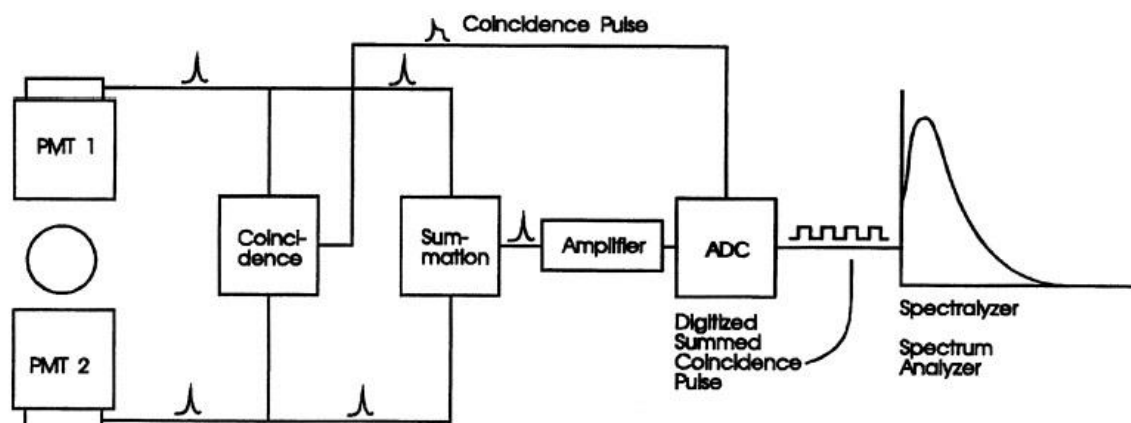 Coincidence Pulse
PMT 1
Coinci-
dence
Sum-
mation
Amplifier
ADC
PMT 2
Digitized
Summed
Coincidence
Pulse
Spectralyzer
Spectrum
Analyzer